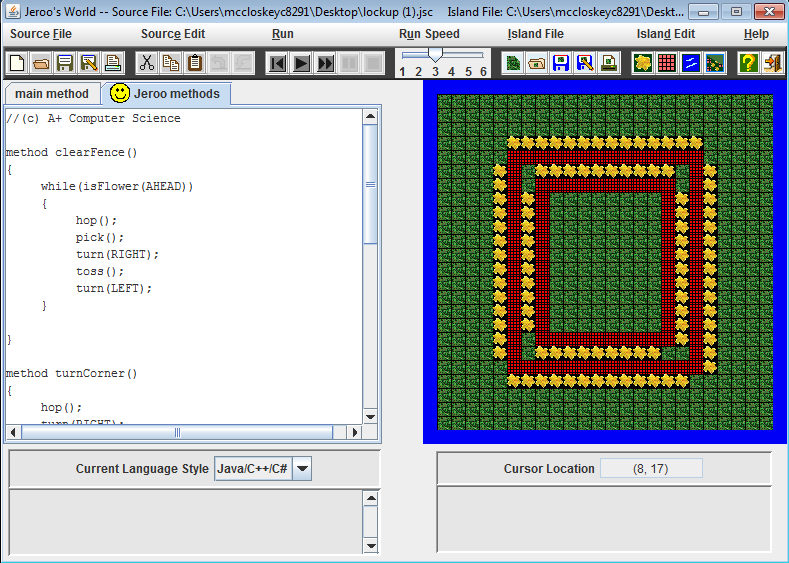 Jeroo's World -- Source File: C:\Users\mccloskeyc8291\Desktop\lockup (1).jsc    Island File: C:\Users\mccloskeyc8291\Deskt...
Source File    Source Edit    Run    Run Speed    Island File    Island Edit    Help
1 2 3 4 5 6
main method    Jeroo methods
//(c) A+ Computer Science
method clearFence()
{
while(isFlower(AHEAD))
{
hop();
pick();
turn(RIGHT);
toss();
turn(LEFT);
}
}
method turnCorner()
{
hop();
turn(RIGHT);
Current Language Style    Java/C++/C#    Cursor Location    (8, 17)